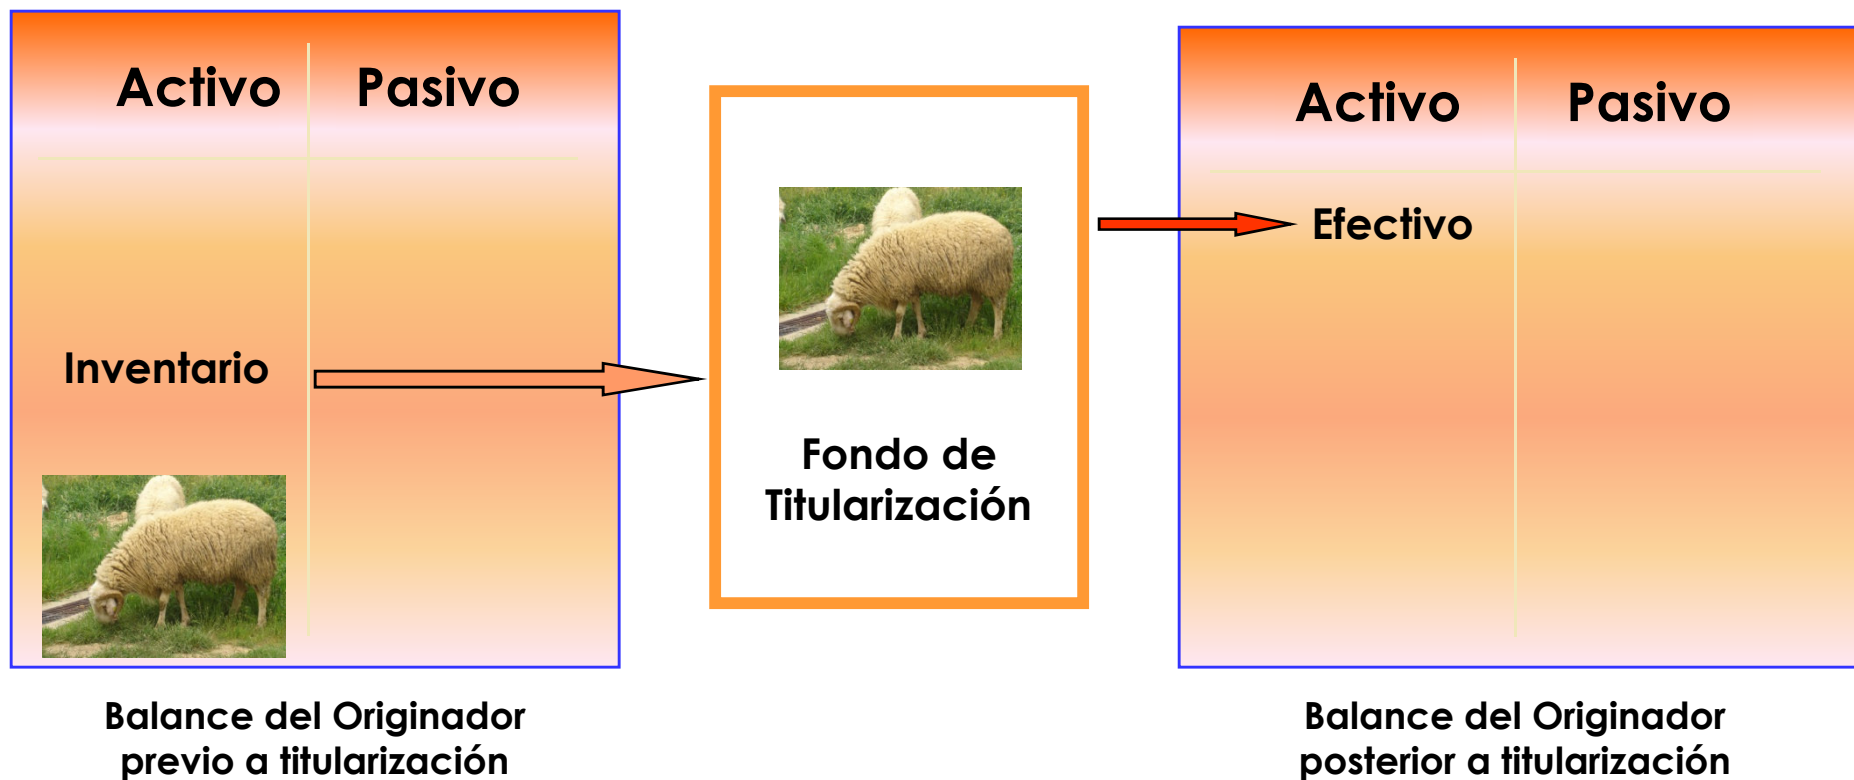 Activo
Pasivo
Inventario
Balance del Originador
previo a titularización
Fondo de
Titularización
Activo
Pasivo
Efectivo
Balance del Originador
posterior a titularización